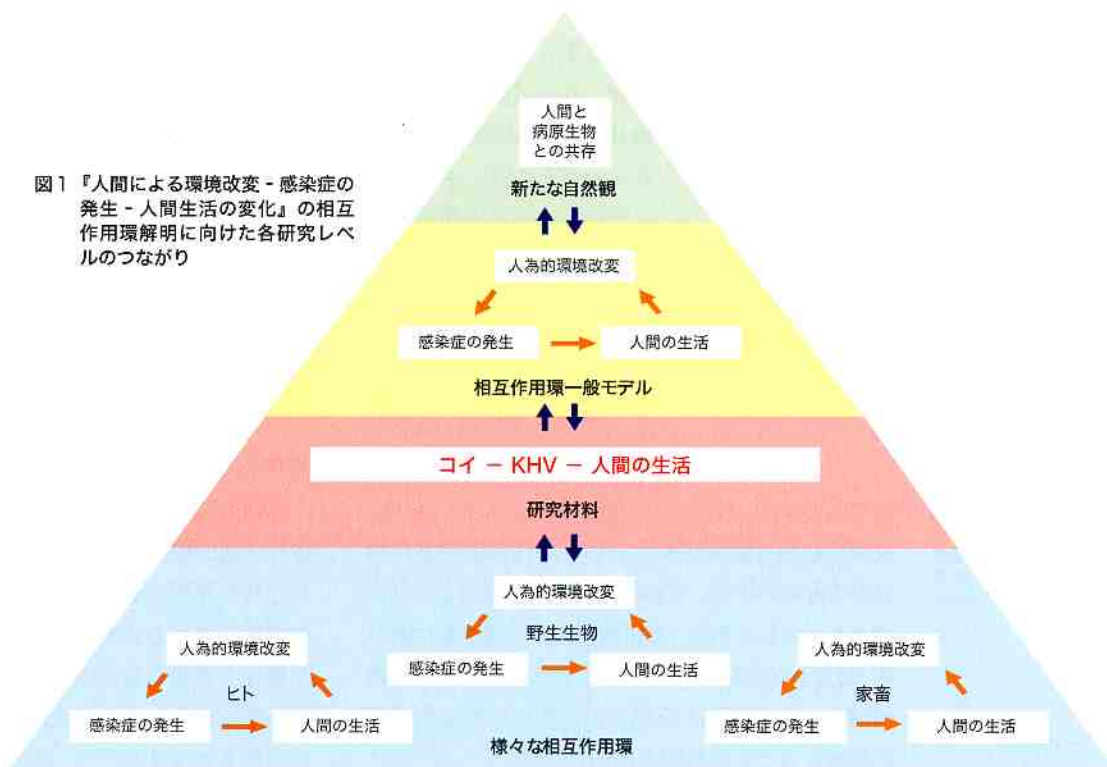 図1 『人間による環境改変 - 感染症の
発生 - 人間生活の変化』の相互
作用環解明に向けた各研究レベ
ルのつながり
人間と
病原生物
との共存
新たな自然観
人為的環境改変
感染症の発生
人間の生活
相互作用環一般モデル
コイ － KHV － 人間の生活
研究材料
人為的環境改変
野生生物
感染症の発生
人間の生活
人為的環境改変
ヒト
感染症の発生
人間の生活
人為的環境改変
家畜
感染症の発生
人間の生活
様々な相互作用環